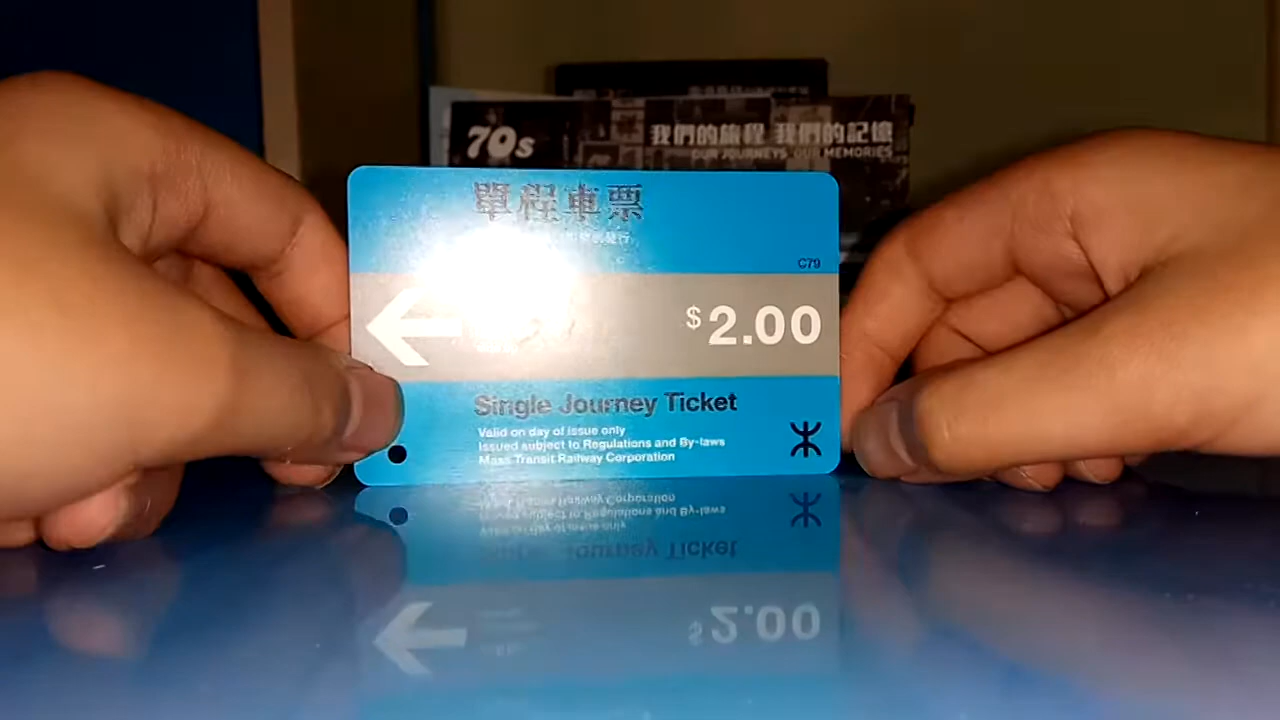 70s
我們的旅程 我們的記憶
OUR JOURNEYS OUR MEMORIES
單程車票
發行
C79
$2.00
Single Journey Ticket
Valid on day of issue only
Issued subject to Regulations and By-laws
Mass Transit Railway Corporation